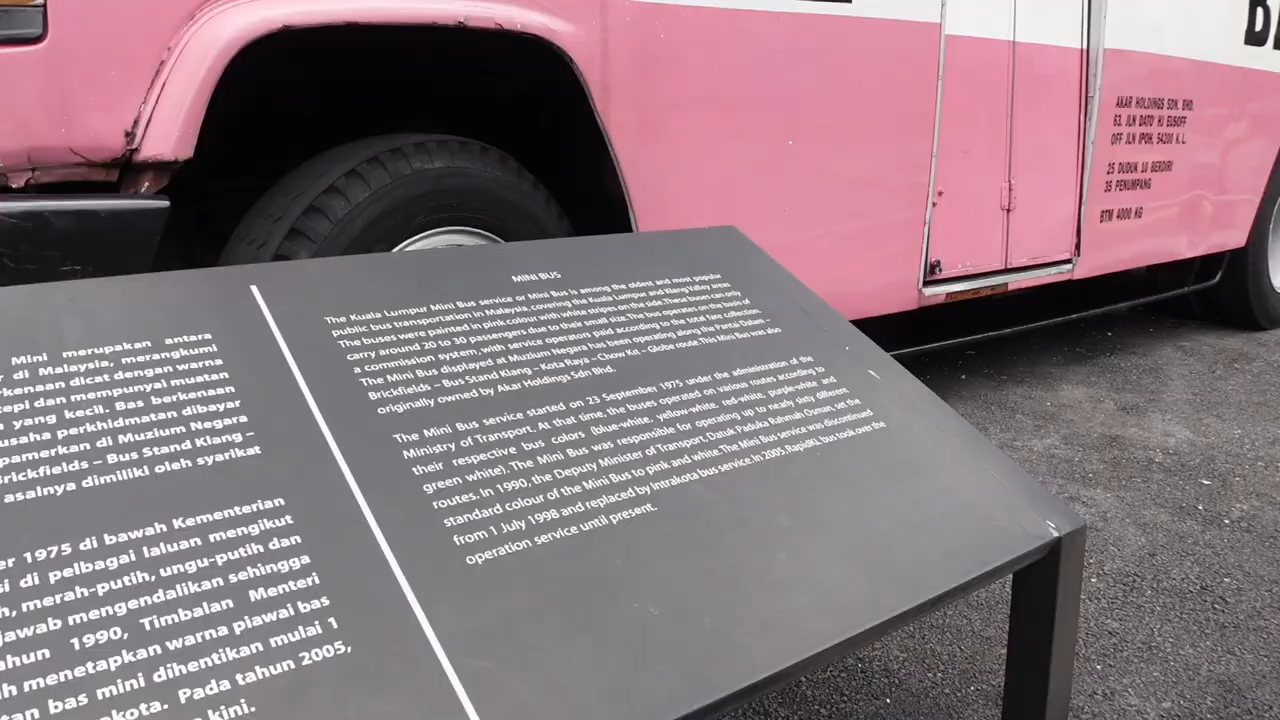 AKAR HOLDINGS SDN. BHD.
63, JLN DATO' HJ EUSOFF
OFF JLN IPOH, 54200 K.L.
25 DUDUK 10 BERDIRI
35 PENUMPANG
BTM 4000 KG
Mini merupakan antara
di Malaysia, merangkumi
berkenaan dicat dengan warna
tepi dan mempunyai muatan
yang kecil. Bas berkenaan
perkhidmatan dibayar
di Muzium Negara
Brickfields – Bus Stand Klang –
asalnya dimiliki oleh syarikat
1975 di bawah Kementerian
di pelbagai laluan mengikut
merah-putih, ungu-putih dan
mengendalikan sehingga
1990, Timbalan Menteri
menetapkan warna piawai bas
bas mini dihentikan mulai 1
Pada tahun 2005,
kini.
MINI BUS
The Kuala Lumpur Mini Bus service or Mini Bus is among the oldest and most popular
public bus transportation in Malaysia, covering the Kuala Lumpur and Klang Valley areas
The buses were painted in pink colour with white stripes on the side. These buses can only
carry around 20 to 30 passengers due to their small size. The bus operates on the basis of
a commission system, with service operators paid according to the total fare collection
The Mini Bus displayed at Muzium Negara has been operating along the Pantai Dalam –
Brickfields – Bus Stand Klang – Kota Raya – Chow Kit – Globe route. This Mini Bus was also
originally owned by Akar Holdings Sdn Bhd.
The Mini Bus service started on 23 September 1975 under the administration of the
Ministry of Transport. At that time, the buses operated on various routes according to
their respective bus colors (blue-white, yellow-white, red-white, purple-white and
green white). The Mini Bus was responsible for operating up to nearly sixty different
routes. In 1990, the Deputy Minister of Transport. Datuk Paduka Rahmah Osman, set the
standard colour of the Mini Bus to pink and white. The Mini Bus service was discontinued
from 1 July 1998 and replaced by Intrakota bus service. In 2005 RapidKL bus took over the
operation service until present.